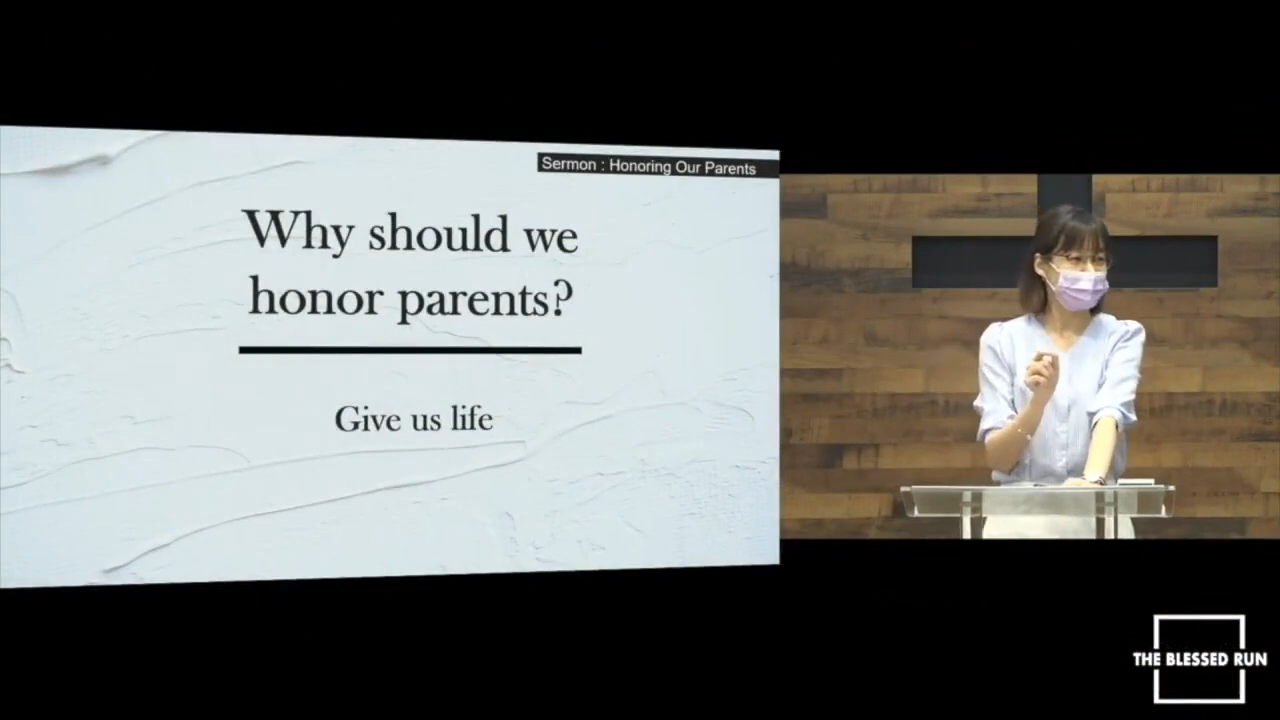 Sermon : Honoring Our Parents
Why should we
honor parents?
Give us life
THE BLESSED RUN